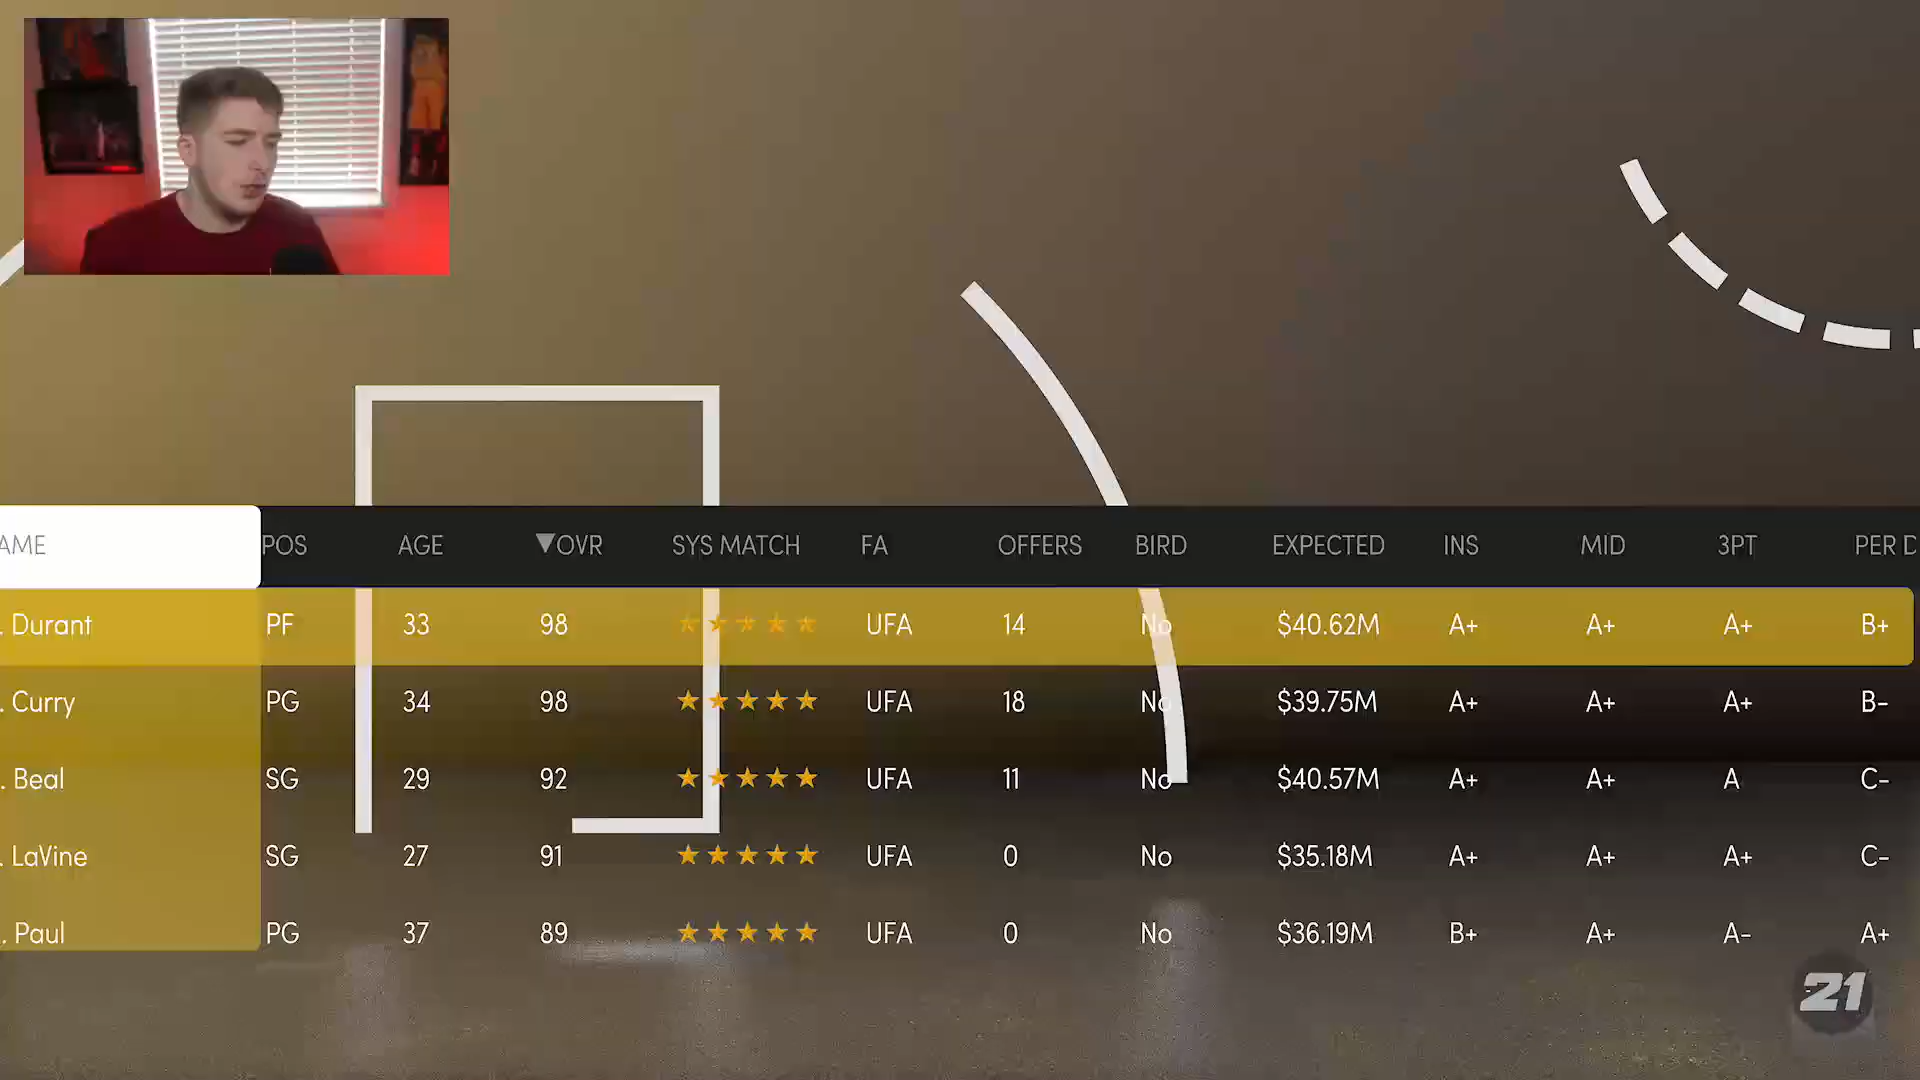 AME POS AGE ▼OVR SYS MATCH FA OFFERS BIRD EXPECTED INS MID 3PT PER D
. Durant PF 33 98 ★★★★★ UFA 14 No $40.62M A+ A+ A+ B+
. Curry PG 34 98 ★★★★★ UFA 18 No $39.75M A+ A+ A+ B-
. Beal SG 29 92 ★★★★★ UFA 11 No $40.57M A+ A+ A C-
. LaVine SG 27 91 ★★★★★ UFA 0 No $35.18M A+ A+ A+ C-
. Paul PG 37 89 ★★★★★ UFA 0 No $36.19M B+ A+ A- A+
21